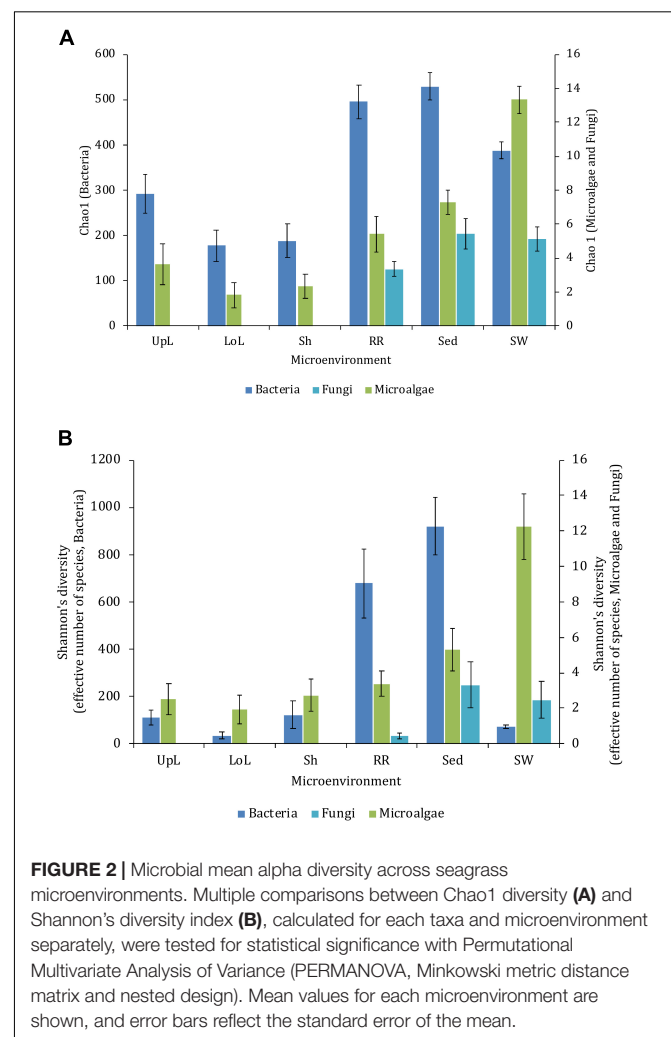 A
600
500
400
300
200
100
0
Chao1 (Bacteria)
16
14
12
10
8
6
4
2
0
Chao 1 (Microalgae and Fungi)
UpL LoL Sh RR Sed SW
Microenvironment
Bacteria Fungi Microalgae
B
1200
1000
800
600
400
200
0
Shannon's diversity
(effective number of species, Bacteria)
16
14
12
10
8
6
4
2
0
Shannon's diversity
(effective number of species, Microalgae and Fungi)
UpL LoL Sh RR Sed SW
Microenvironment
Bacteria Fungi Microalgae
FIGURE 2 | Microbial mean alpha diversity across seagrass
microenvironments. Multiple comparisons between Chao1 diversity (A) and
Shannon’s diversity index (B), calculated for each taxa and microenvironment
separately, were tested for statistical significance with Permutational
Multivariate Analysis of Variance (PERMANOVA, Minkowski metric distance
matrix and nested design). Mean values for each microenvironment are
shown, and error bars reflect the standard error of the mean.